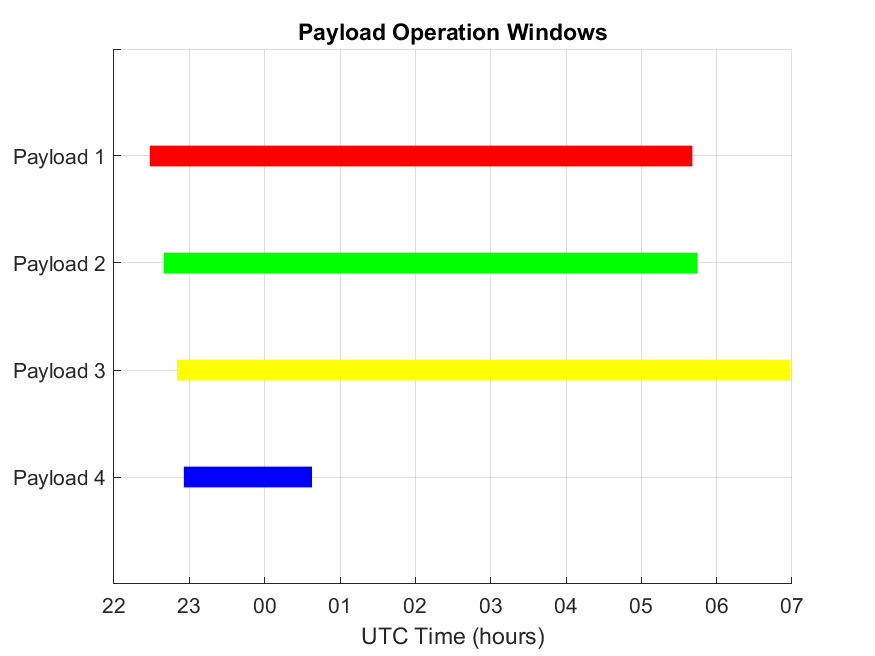 Payload Operation Windows
Payload 1
Payload 2
Payload 3
Payload 4
22 23 00 01 02 03 04 05 06 07
UTC Time (hours)